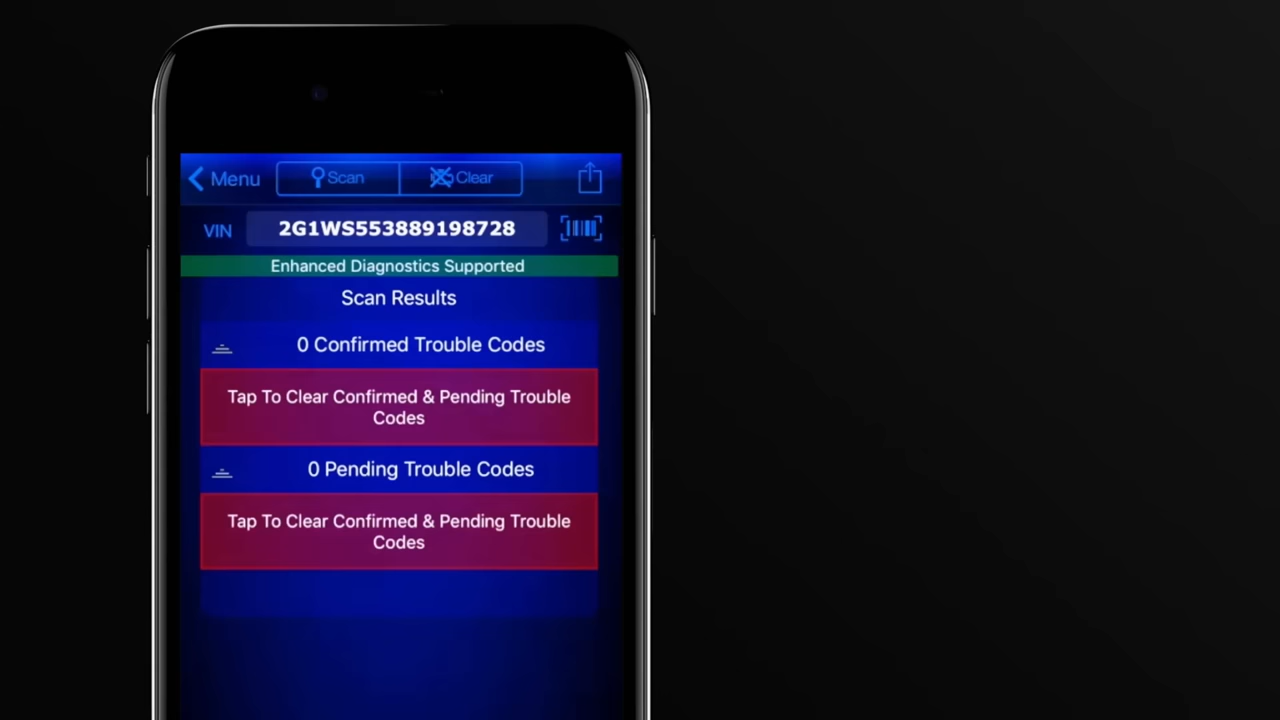 Menu
Scan
Clear
VIN
2G1WS553889198728
Enhanced Diagnostics Supported
Scan Results
0 Confirmed Trouble Codes
Tap To Clear Confirmed & Pending Trouble
Codes
0 Pending Trouble Codes
Tap To Clear Confirmed & Pending Trouble
Codes